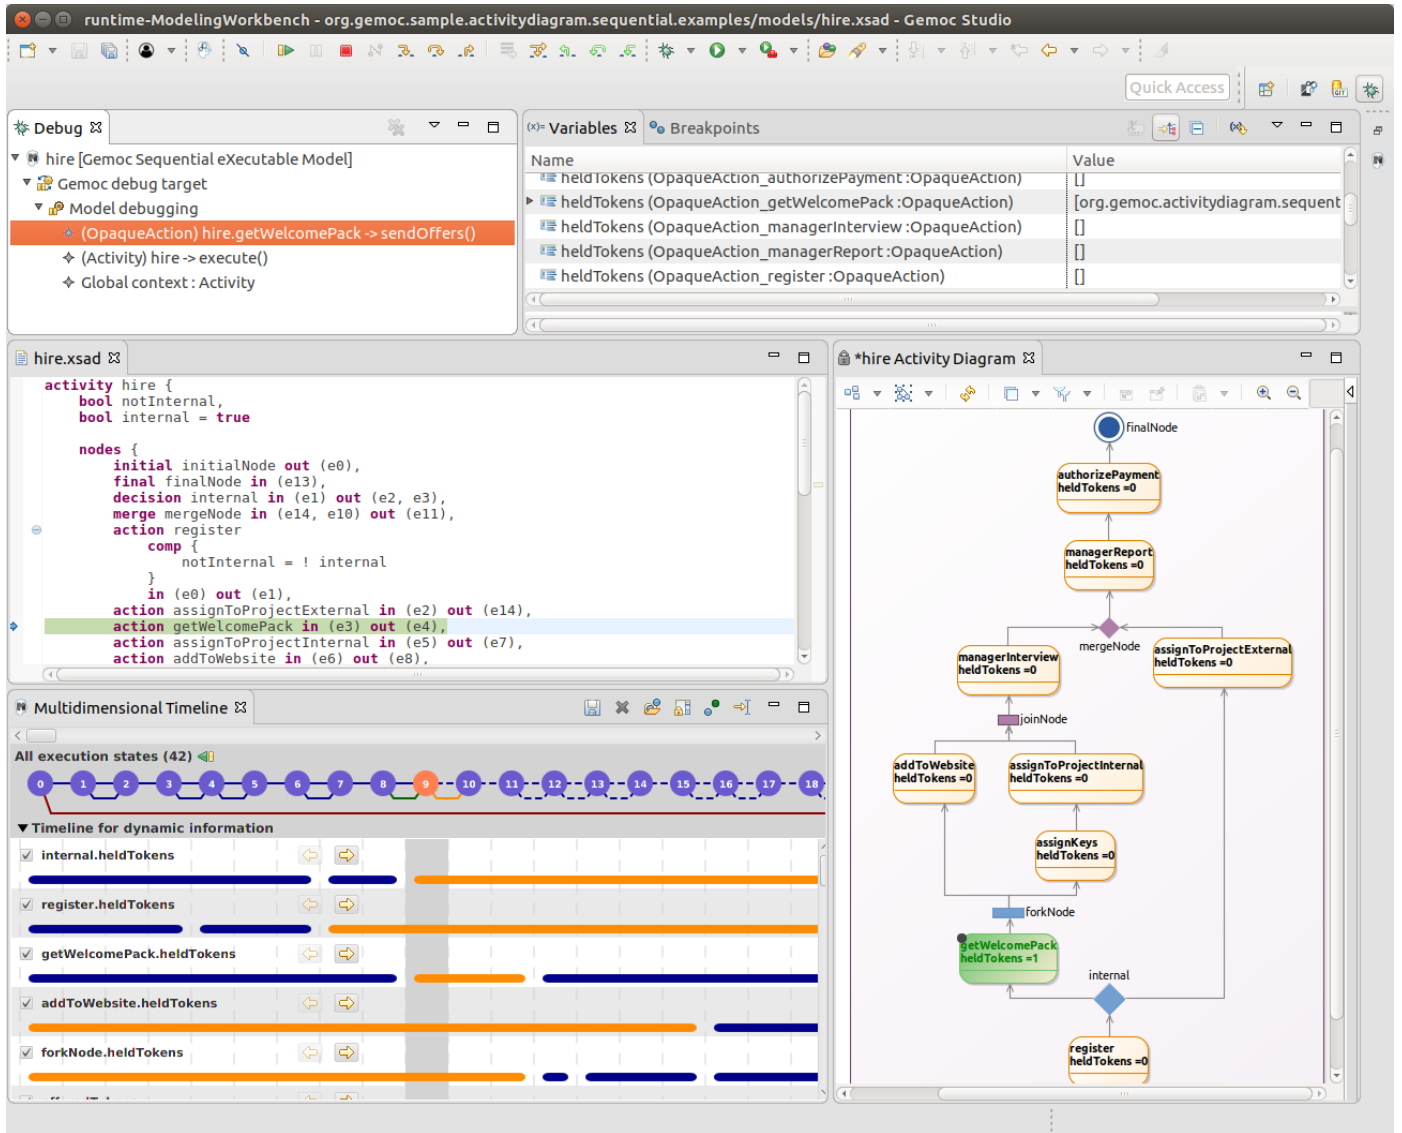 runtime-ModelingWorkbench - org.gemoc.sample.activitydiagram.sequential.examples/models/hire.xsad - Gemoc Studio
Quick Access
Debug
hire [Gemoc Sequential eXecutable Model]
Gemoc debug target
Model debugging
(OpaqueAction) hire.getWelcomePack -> sendOffers()
(Activity) hire -> execute()
Global context : Activity
(x)= Variables
Breakpoints
Name Value
heldTokens (OpaqueAction_authorizePayment :OpaqueAction) []
heldTokens (OpaqueAction_getWelcomePack :OpaqueAction) [org.gemoc.activitydiagram.sequent
heldTokens (OpaqueAction_managerInterview :OpaqueAction) []
heldTokens (OpaqueAction_managerReport :OpaqueAction) []
heldTokens (OpaqueAction_register :OpaqueAction) []
hire.xsad
activity hire {
bool notInternal,
bool internal = true
nodes {
initial initialNode out (e0),
final finalNode in (e13),
decision internal in (e1) out (e2, e3),
merge mergeNode in (e14, e10) out (e11),
action register
comp {
notInternal = ! internal
}
in (e0) out (e1),
action assignToProjectExternal in (e2) out (e14),
action getWelcomePack in (e3) out (e4),
action assignToProjectInternal in (e5) out (e7),
action addToWebsite in (e6) out (e8),
*hire Activity Diagram
finalNode
authorizePayment
heldTokens =0
managerReport
heldTokens =0
mergeNode
managerInterview
heldTokens =0
assignToProjectExternal
heldTokens =0
joinNode
addToWebsite
heldTokens =0
assignToProjectInternal
heldTokens =0
assignKeys
heldTokens =0
forkNode
getWelcomePack
heldTokens =1
internal
register
heldTokens =0
Multidimensional Timeline
All execution states (42)
0 1 2 3 4 5 6 7 8 9 10 11 12 13 14 15 16 17 18
Timeline for dynamic information
internal.heldTokens
register.heldTokens
getWelcomePack.heldTokens
addToWebsite.heldTokens
forkNode.heldTokens